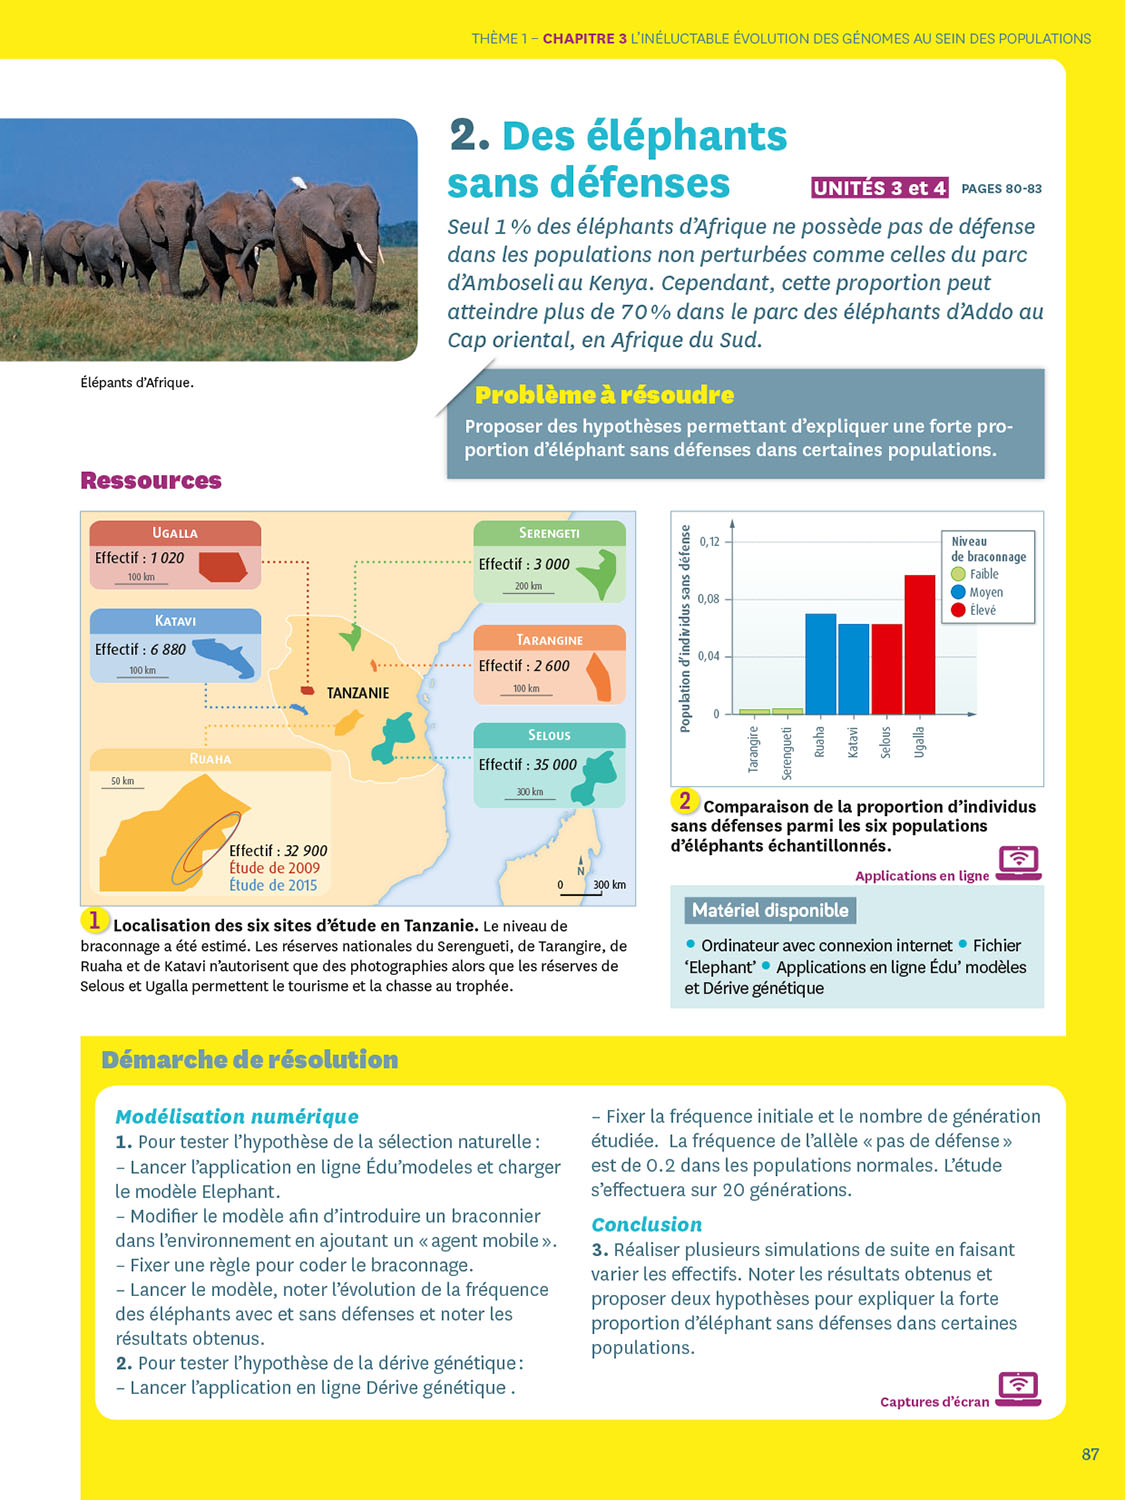 THÈME 1 – CHAPITRE 3 L'INÉLUCTABLE ÉVOLUTION DES GÉNOMES AU SEIN DES POPULATIONS
2. Des éléphants
sans défenses
UNITÉS 3 et 4 PAGES 80-83
Seul 1 % des éléphants d'Afrique ne possède pas de défense
dans les populations non perturbées comme celles du parc
d'Amboseli au Kenya. Cependant, cette proportion peut
atteindre plus de 70 % dans le parc des éléphants d'Addo au
Cap oriental, en Afrique du Sud.
Élépants d'Afrique.
Problème à résoudre
Proposer des hypothèses permettant d'expliquer une forte pro-
portion d'éléphant sans défenses dans certaines populations.
Ressources
UGALLA
Effectif : 1 020
100 km
KATAVI
Effectif : 6 880
100 km
SERENGETI
Effectif : 3 000
200 km
TARANGINE
Effectif : 2 600
100 km
TANZANIE
SELOUS
Effectif : 35 000
300 km
RUAHA
50 km
Effectif : 32 900
Étude de 2009
Étude de 2015
N
0 300 km
1 Localisation des six sites d'étude en Tanzanie. Le niveau de
braconnage a été estimé. Les réserves nationales du Serengueti, de Tarangire, de
Ruaha et de Katavi n'autorisent que des photographies alors que les réserves de
Selous et Ugalla permettent le tourisme et la chasse au trophée.
Population d'individus sans défense
0,12
0,08
0,04
0
Niveau
de braconnage
Faible
Moyen
Élevé
Tarangire
Serengueti
Ruaha
Katavi
Selous
Ugalla
2 Comparaison de la proportion d'individus
sans défenses parmi les six populations
d'éléphants échantillonnés.
Applications en ligne
Matériel disponible
• Ordinateur avec connexion internet • Fichier
'Elephant' • Applications en ligne Édu' modèles
et Dérive génétique
Démarche de résolution
Modélisation numérique
1. Pour tester l'hypothèse de la sélection naturelle :
– Lancer l'application en ligne Édu'modeles et charger
le modèle Elephant.
– Modifier le modèle afin d'introduire un braconnier
dans l'environnement en ajoutant un « agent mobile ».
– Fixer une règle pour coder le braconnage.
– Lancer le modèle, noter l'évolution de la fréquence
des éléphants avec et sans défenses et noter les
résultats obtenus.
2. Pour tester l'hypothèse de la dérive génétique :
– Lancer l'application en ligne Dérive génétique .
– Fixer la fréquence initiale et le nombre de génération
étudiée. La fréquence de l'allèle « pas de défense »
est de 0.2 dans les populations normales. L'étude
s'effectuera sur 20 générations.
Conclusion
3. Réaliser plusieurs simulations de suite en faisant
varier les effectifs. Noter les résultats obtenus et
proposer deux hypothèses pour expliquer la forte
proportion d'éléphant sans défenses dans certaines
populations.
Captures d'écran
87